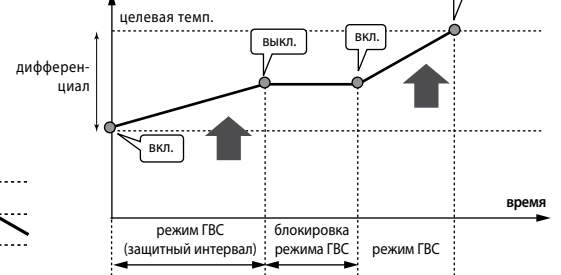 целевая темп.
выкл.
вкл.
дифферен-
циал
вкл.
время
режим ГВС
(защитный интервал)
блокировка
режима ГВС
режим ГВС